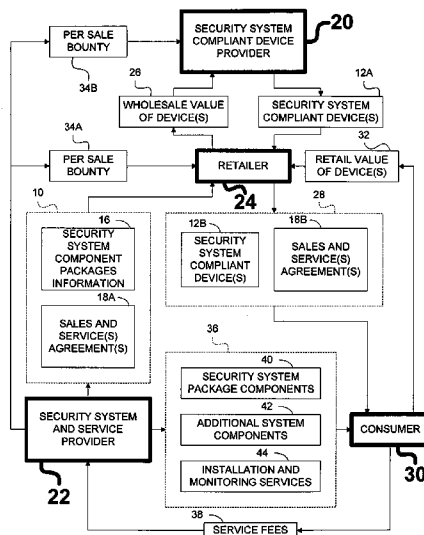 PER SALE
BOUNTY
34B
SECURITY SYSTEM
COMPLIANT DEVICE
PROVIDER
20
26
WHOLESALE VALUE
OF DEVICE(S)
12A
SECURITY SYSTEM
COMPLIANT DEVICE(S)
34A
PER SALE
BOUNTY
RETAILER
24
32
RETAIL VALUE
OF DEVICE(S)
10
16
SECURITY
SYSTEM
COMPONENT
PACKAGES
INFORMATION
18A
SALES AND
SERVICE(S)
AGREEMENT(S)
28
12B
SECURITY
SYSTEM
COMPLIANT
DEVICE(S)
18B
SALES AND
SERVICE(S)
AGREEMENT(S)
36
40
SECURITY SYSTEM
PACKAGE COMPONENTS
42
ADDITIONAL SYSTEM
COMPONENTS
44
INSTALLATION AND
MONITORING SERVICES
SECURITY SYSTEM
AND SERVICE
PROVIDER
22
CONSUMER
30
38
SERVICE FEES